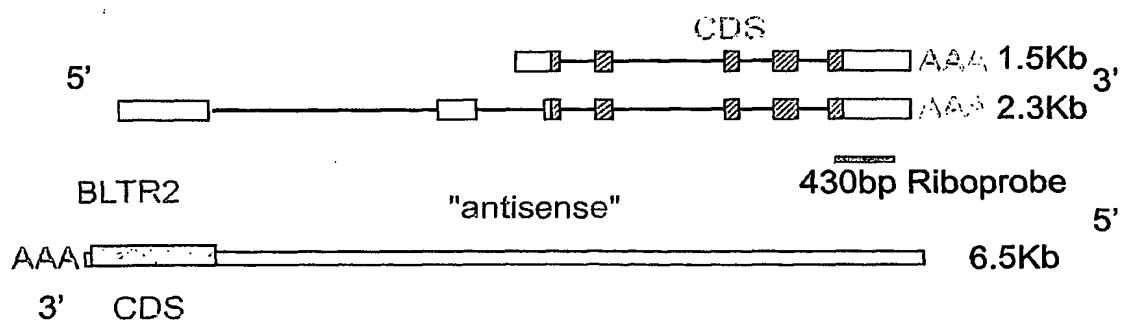 CDS
5’ AAA 1.5Kb
3’
AAA 2.3Kb
430bp Riboprobe
BLTR2
"antisense"
5’
AAA 6.5Kb
3’ CDS